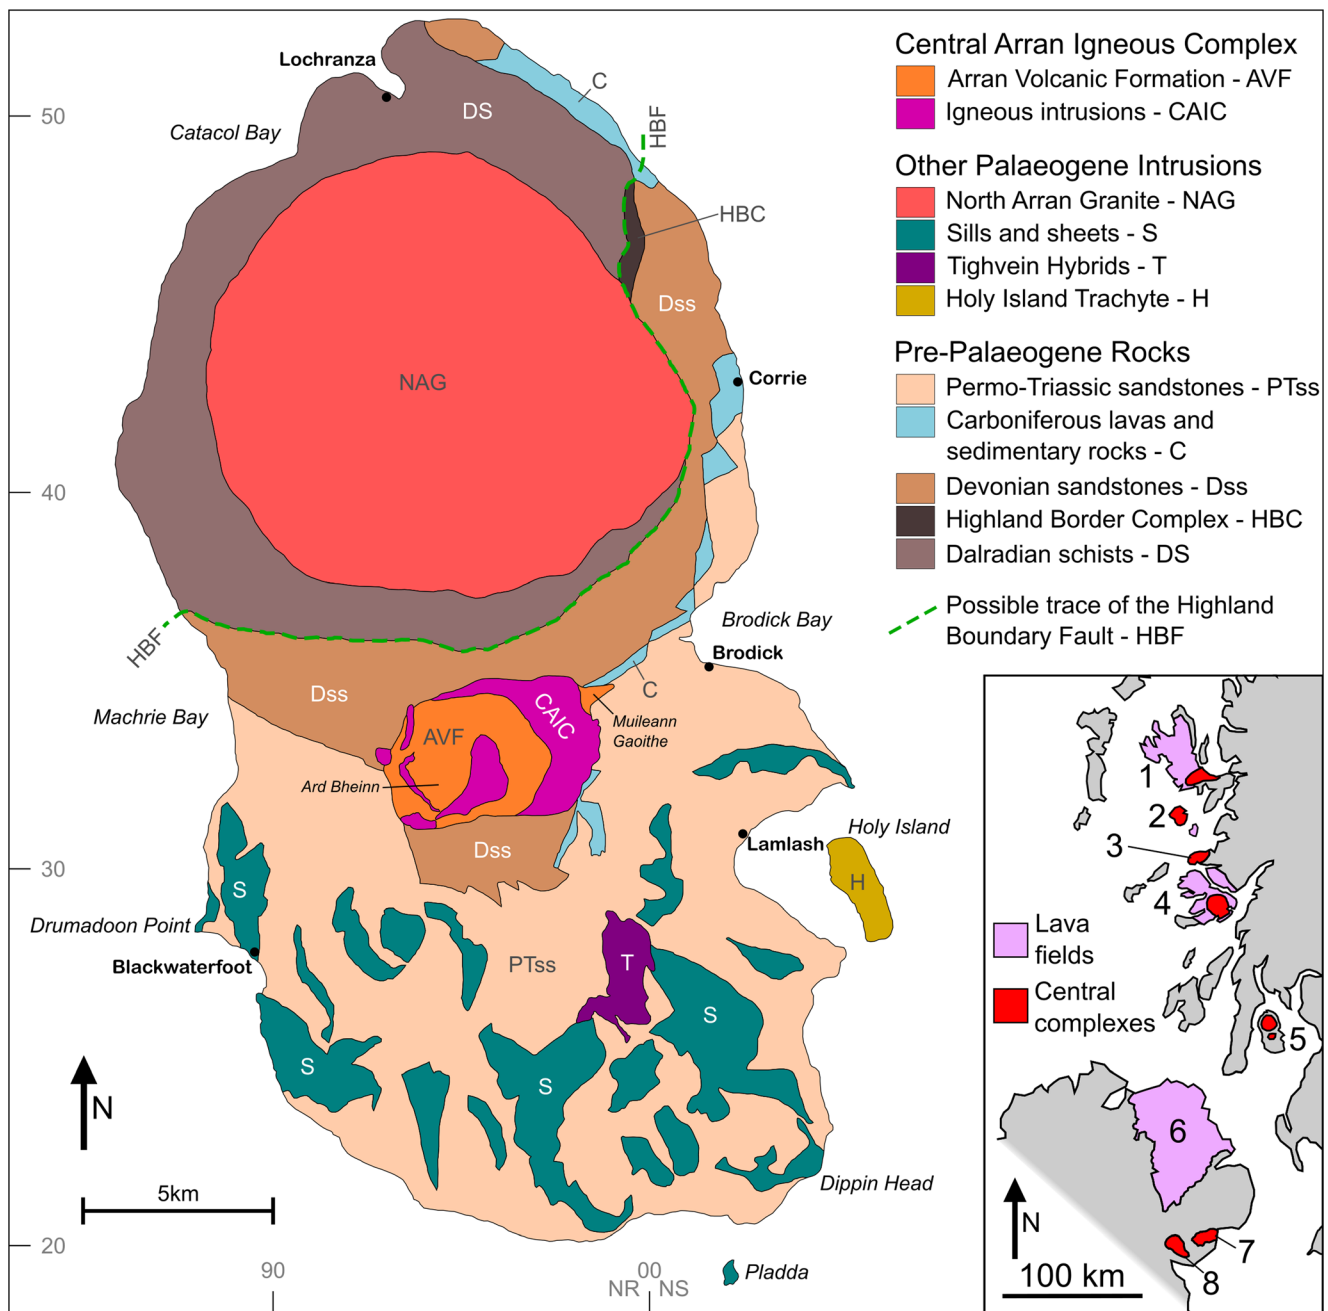 Lochranza
Catacol Bay
50
DS
C
HBF
HBC
Dss
NAG
Corrie
40
HBF
Brodick Bay
Brodick
Dss
C
Machrie Bay
CAIC
AVF
Muileann
Gaoithe
Ard Bheinn
Dss
Holy Island
Lamlash
30
S
H
Drumadoon Point
Blackwaterfoot
PTss
T
S
S
S
N
5km
Dippin Head
20
90
00
NR
NS
Pladda
Central Arran Igneous Complex
Arran Volcanic Formation - AVF
Igneous intrusions - CAIC
Other Palaeogene Intrusions
North Arran Granite - NAG
Sills and sheets - S
Tighvein Hybrids - T
Holy Island Trachyte - H
Pre-Palaeogene Rocks
Permo-Triassic sandstones - PTss
Carboniferous lavas and
sedimentary rocks - C
Devonian sandstones - Dss
Highland Border Complex - HBC
Dalradian schists - DS
Possible trace of the Highland
Boundary Fault - HBF
1
2
3
4
Lava
fields
Central
complexes
5
6
N
7
8
100 km